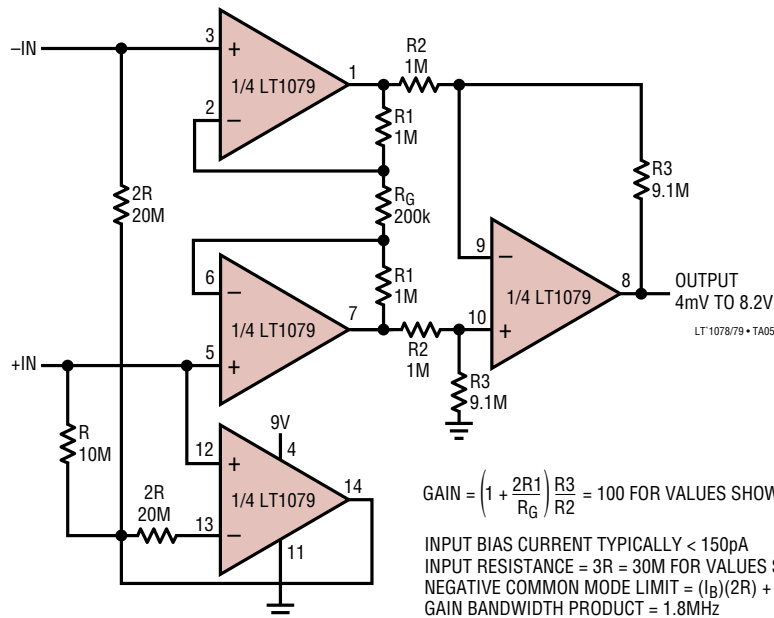 –IN
3
+
1/4 LT1079
2
–
1
R2
1M
R1
1M
RG
200k
R1
1M
2R
20M
R3
9.1M
6
–
1/4 LT1079
5
+
7
R2
1M
9
–
1/4 LT1079
10
+
8
OUTPUT
4mV TO 8.2V
LT1078/79 • TA05
R3
9.1M
+IN
R
10M
12
+
9V
4
1/4 LT1079
14
2R
20M
13
–
11
GAIN = (1 + 2R1/RG) R3/R2 = 100 FOR VALUES SHOW
INPUT BIAS CURRENT TYPICALLY < 150pA
INPUT RESISTANCE = 3R = 30M FOR VALUES S
NEGATIVE COMMON MODE LIMIT = (IB)(2R) +
GAIN BANDWIDTH PRODUCT = 1.8MHz